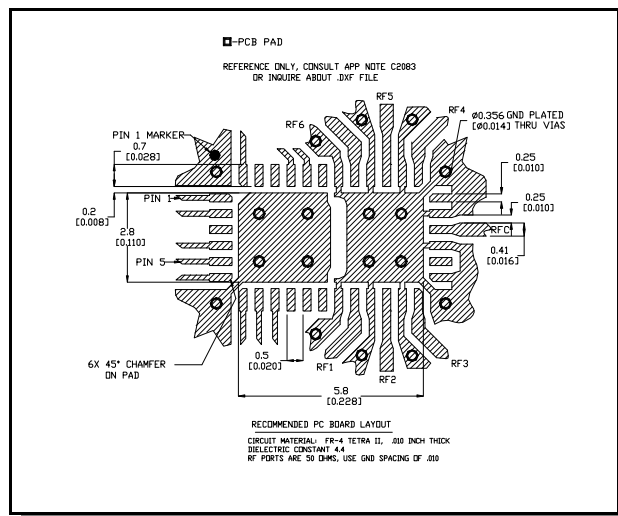 -PCB PAD
REFERENCE ONLY, CONSULT APP NOTE C2083
OR INQUIRE ABOUT .DXF FILE
RF5
RF4
RF6
Ø0.356 GND PLATED
[Ø0.014] THRU VIAS
PIN 1 MARKER
0.7
[0.028]
0.25
[0.010]
PIN 1
0.2
[0.008]
0.25
[0.010]
2.8
[0.110]
RFC
0.41
[0.016]
PIN 5
6X 45° CHAMFER
ON PAD
0.5
[0.020]
RF1
RF2
RF3
5.8
[0.228]
RECOMMENDED PC BOARD LAYOUT
CIRCUIT MATERIAL: FR-4 TETRA II, .010 INCH THICK
DIELECTRIC CONSTANT 4.4
RF PORTS ARE 50 OHMS, USE GND SPACING OF .010